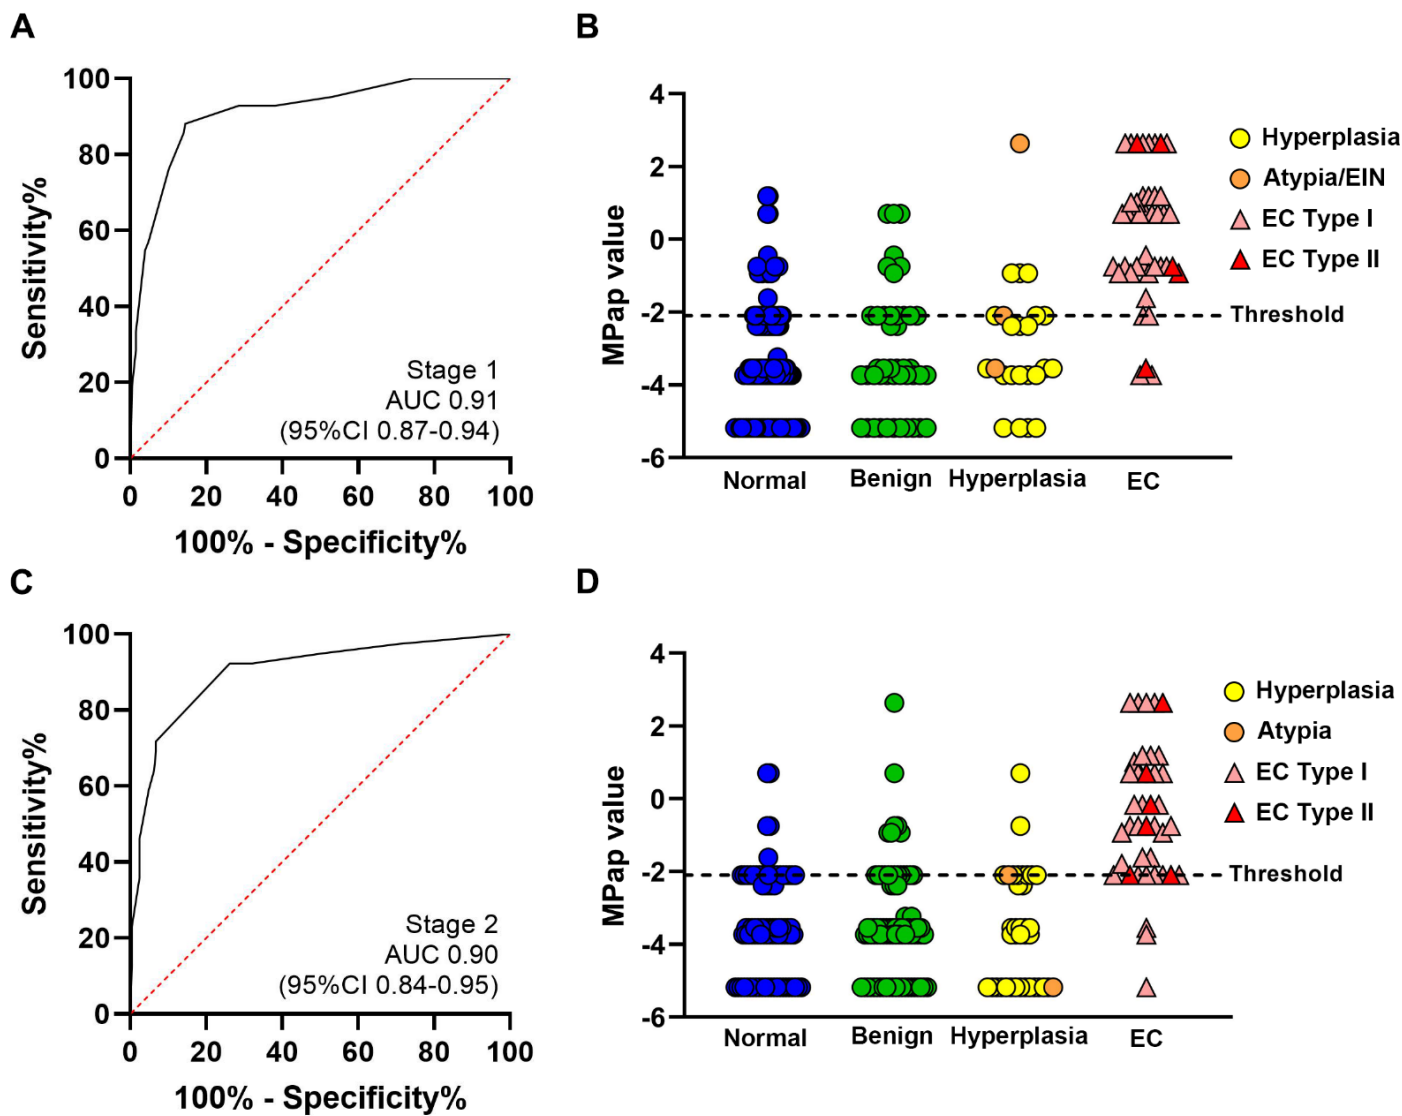 A
100
80
60
40
20
0
Sensitivity%
0 20 40 60 80 100
100% - Specificity%
Stage 1
AUC 0.91
(95%CI 0.87-0.94)
B
4
2
0
-2
-4
-6
MPap value
Normal Benign Hyperplasia EC
Hyperplasia
Atypia/EIN
EC Type I
EC Type II
Threshold
C
100
80
60
40
20
0
Sensitivity%
0 20 40 60 80 100
100% - Specificity%
Stage 2
AUC 0.90
(95%CI 0.84-0.95)
D
4
2
0
-2
-4
-6
MPap value
Normal Benign Hyperplasia EC
Hyperplasia
Atypia
EC Type I
EC Type II
Threshold